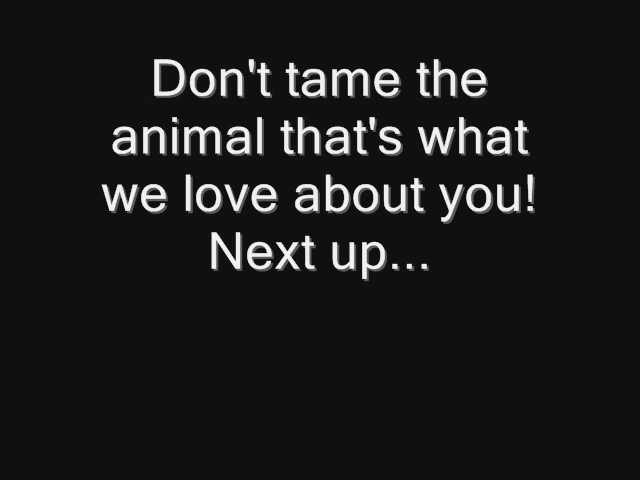 Don't tame the
animal that's what
we love about you!
Next up...